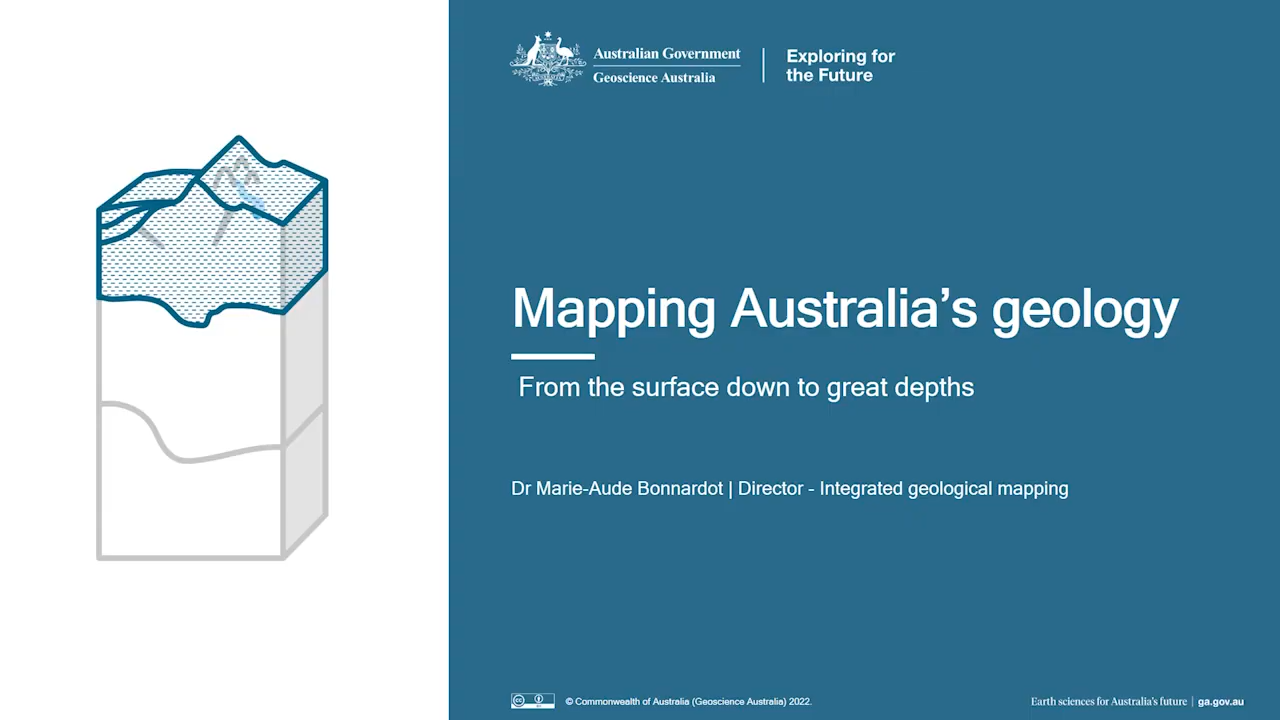 Australian Government
Geoscience Australia
Exploring for
the Future
Mapping Australia’s geology
From the surface down to great depths
Dr Marie-Aude Bonnardot | Director - Integrated geological mapping
cc BY
© Commonwealth of Australia (Geoscience Australia) 2022.
Earth sciences for Australia’s future | ga.gov.au